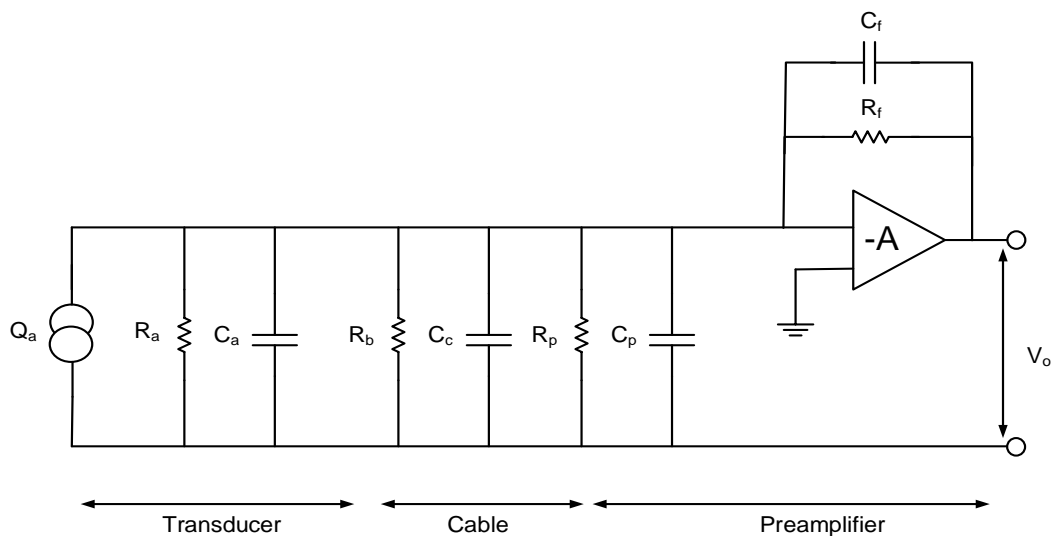 C_f
R_f
-A
Q_a
R_a
C_a
R_b
C_c
R_p
C_p
V_o
Transducer
Cable
Preamplifier